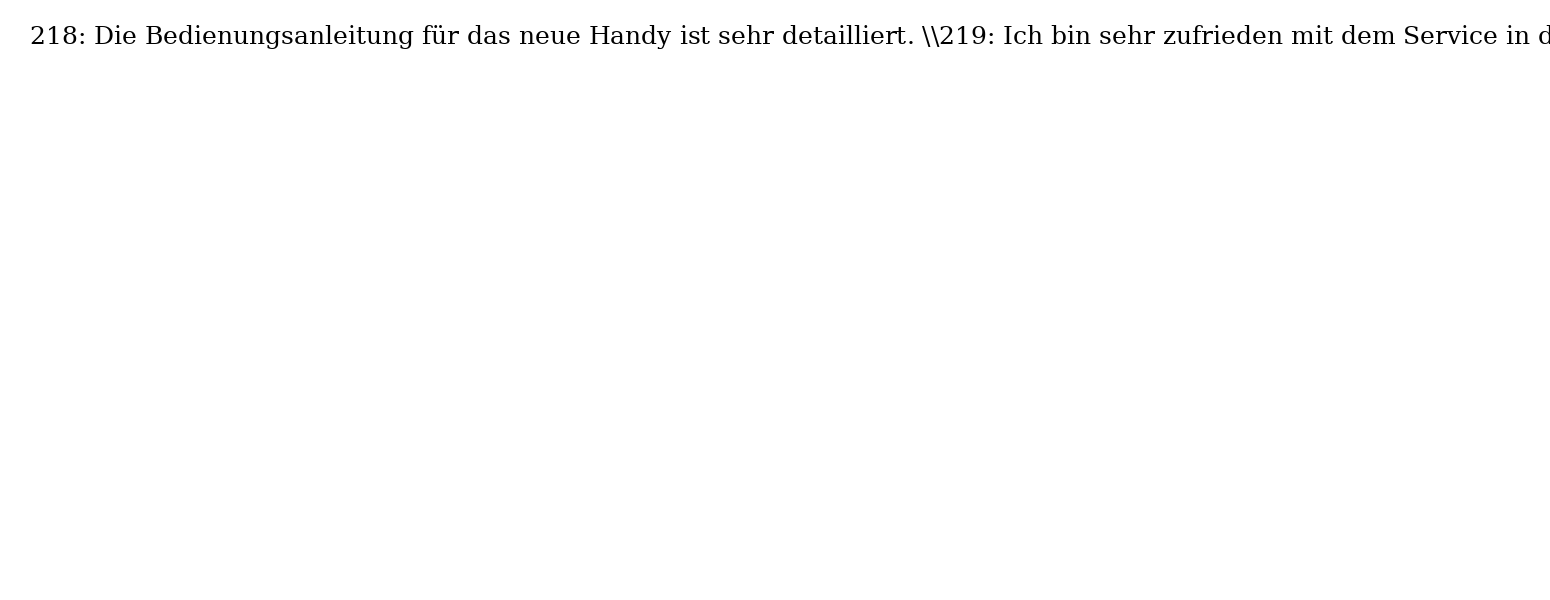 218: Die Bedienungsanleitung für das neue Handy ist sehr detailliert. \\219: Ich bin sehr zufrieden mit dem Service in